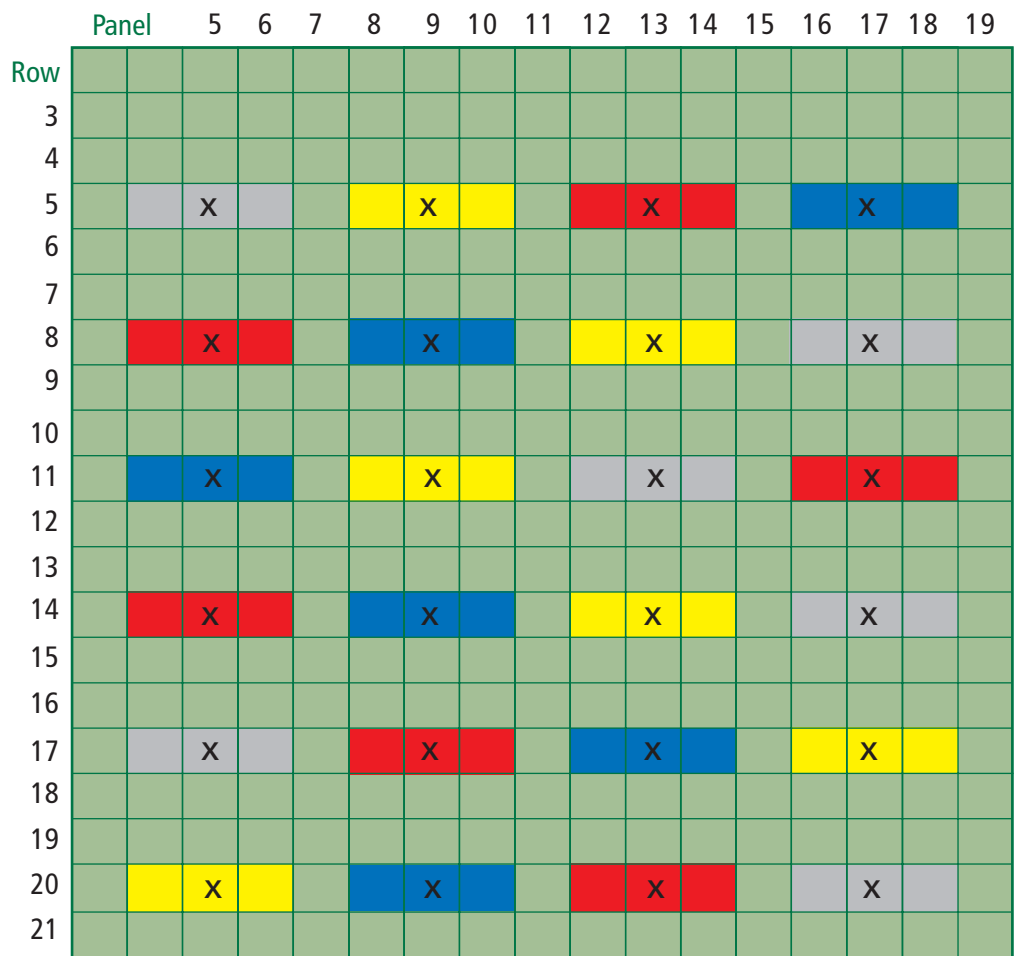 Panel 5 6 7 8 9 10 11 12 13 14 15 16 17 18 19
Row
3
4
5 X X X X
6
7
8 X X X X
9
10
11 X X X X
12
13
14 X X X X
15
16
17 X X X X
18
19
20 X X X X
21